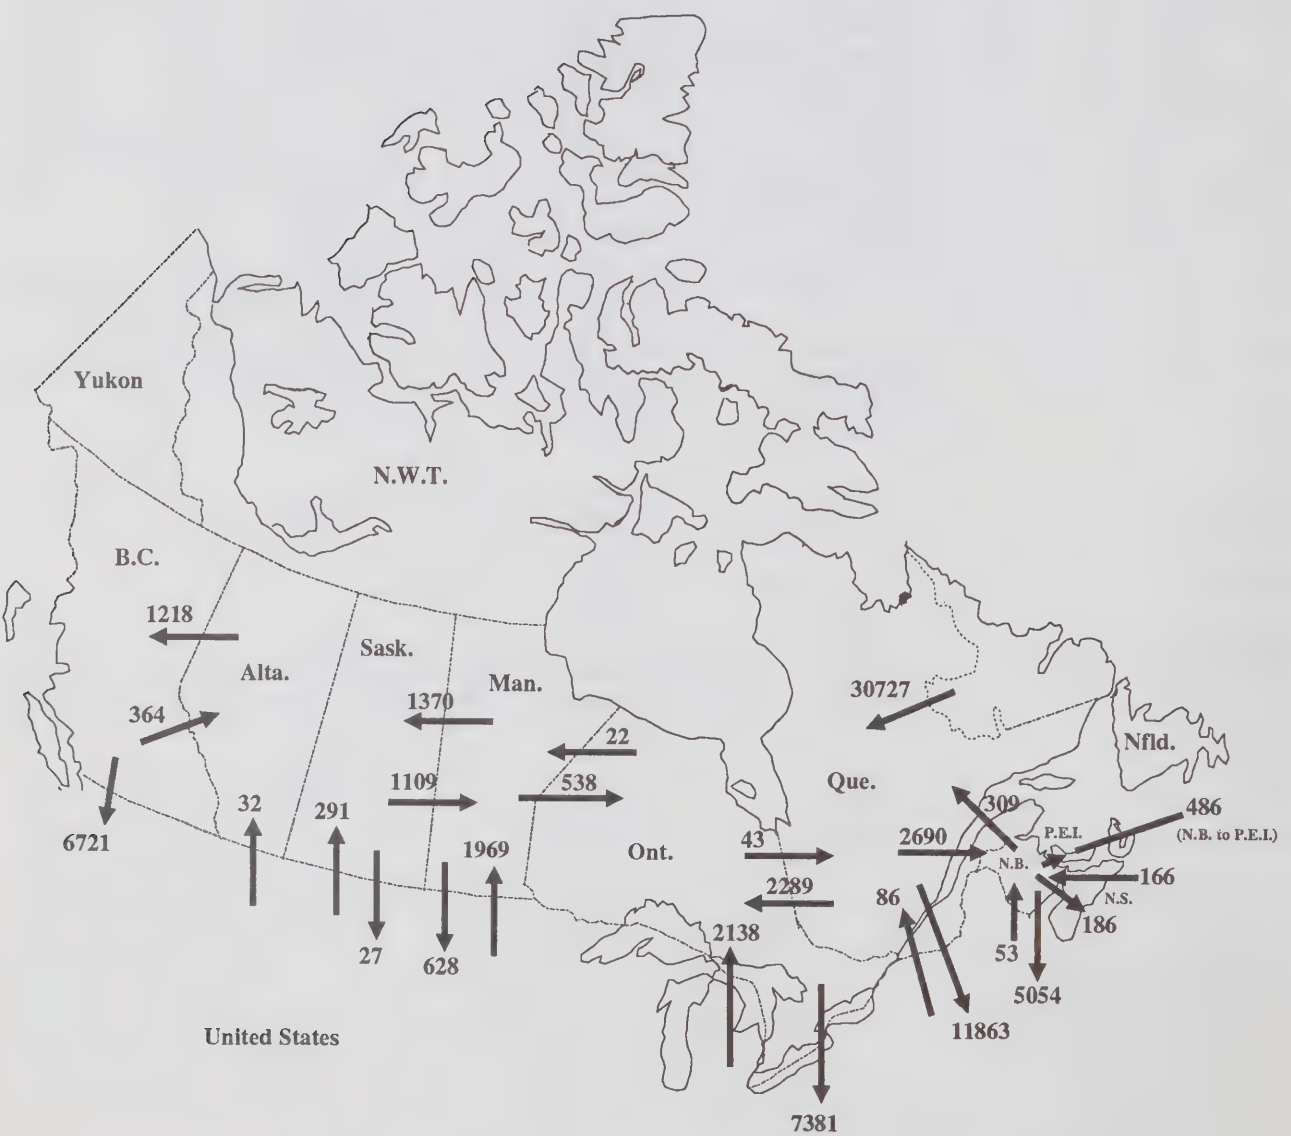 Yukon
N.W.T.
B.C.
1218
Sask.
Alta.
Man.
30727
1370
364
22
Nfld.
1109
538
Que.
32
291
309
486
P.E.I.
(N.B. to P.E.I.)
6721
1969
Ont.
43
2690
N.B.
166
2289
86
N.S.
186
2138
27
628
53
5054
United States
11863
7381